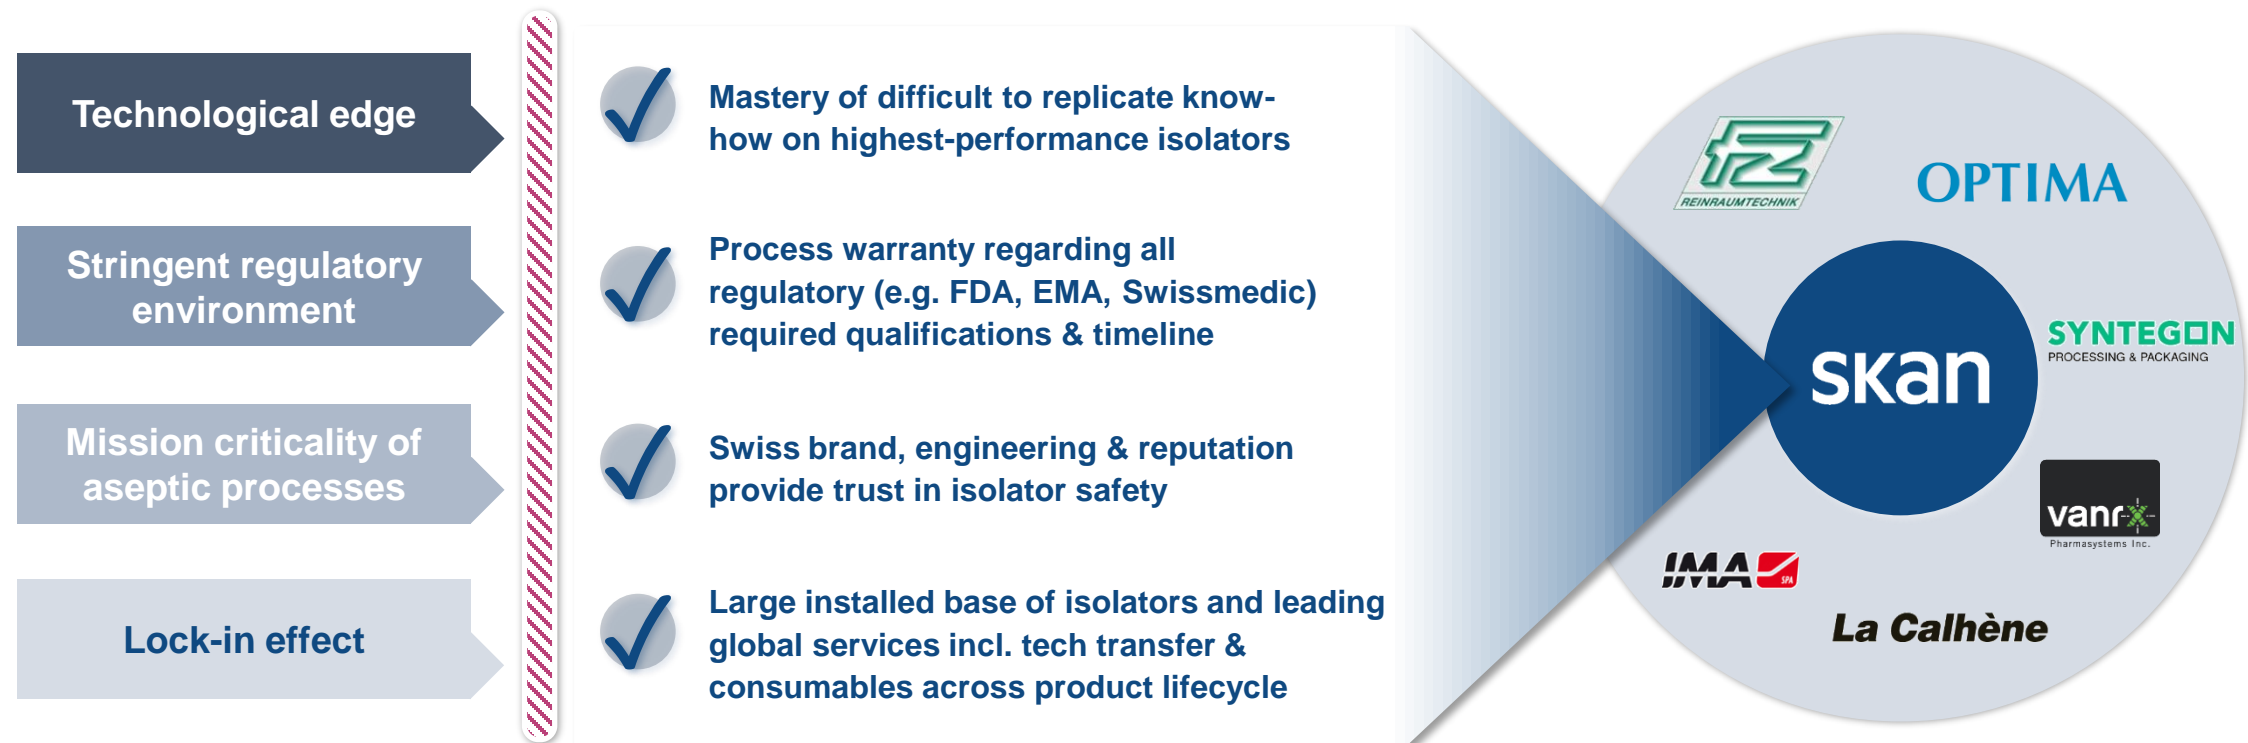 Technological edge
Mastery of difficult to replicate know-
how on highest-performance isolators
Stringent regulatory
environment
Process warranty regarding all
regulatory (e.g. FDA, EMA, Swissmedic)
required qualifications & timeline
Mission criticality of
aseptic processes
Swiss brand, engineering & reputation
provide trust in isolator safety
Lock-in effect
Large installed base of isolators and leading
global services incl. tech transfer &
consumables across product lifecycle
fz
REINRAUMTECHNIK
OPTIMA
SYNTEGON
PROCESSING & PACKAGING
skan
vanrx
Pharmasystems Inc.
IMA
SPA
La Calhène